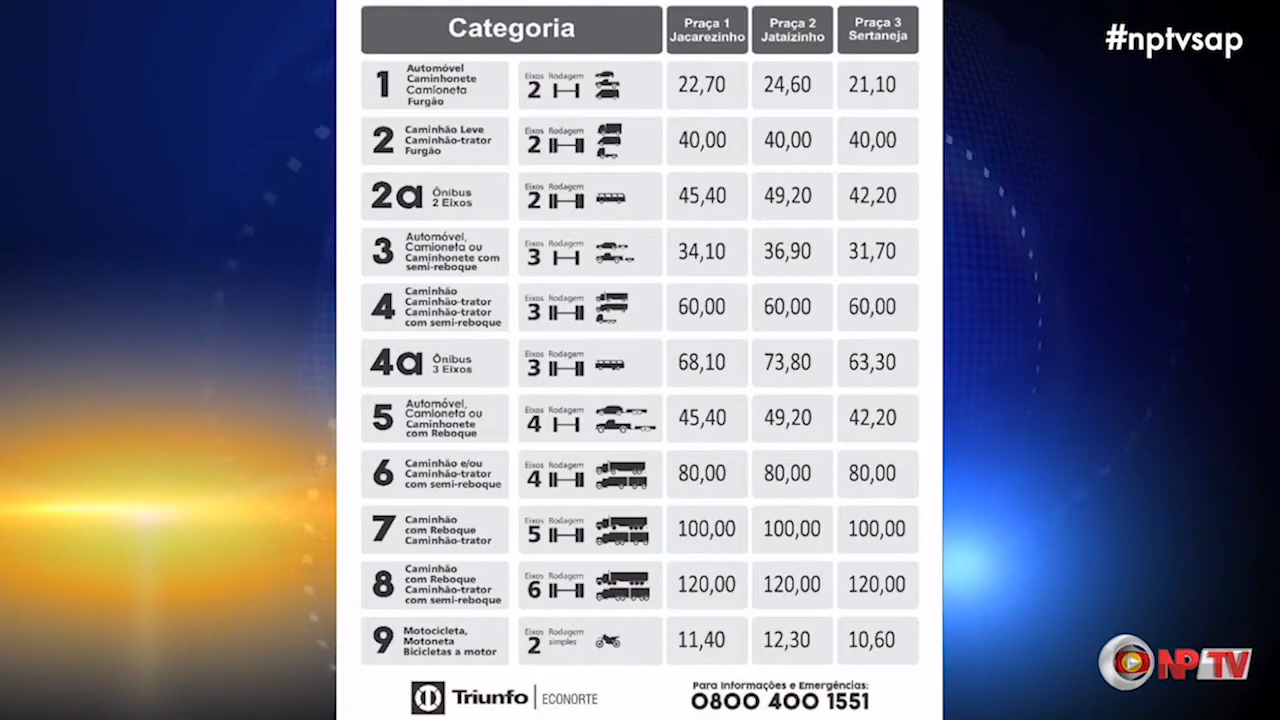 #nptvsap
Categoria
Praça 1
Jacarezinho
Praça 2
Jataizinho
Praça 3
Sertaneja
1
Automóvel
Caminhonete
Camioneta
Furgão
Eixos Rodagem
2
22,70
24,60
21,10
2
Caminhão Leve
Caminhão-trator
Furgão
Eixos Rodagem
2
40,00
40,00
40,00
2a
Ônibus
2 Eixos
Eixos Rodagem
2
45,40
49,20
42,20
3
Automóvel,
Camioneta ou
Caminhonete com
semi-reboque
Eixos Rodagem
3
34,10
36,90
31,70
4
Caminhão
Caminhão-trator
Caminhão-trator
com semi-reboque
Eixos Rodagem
3
60,00
60,00
60,00
4a
Ônibus
3 Eixos
Eixos Rodagem
3
68,10
73,80
63,30
5
Automóvel,
Camioneta ou
Caminhonete
com Reboque
Eixos Rodagem
4
45,40
49,20
42,20
6
Caminhão e/ou
Caminhão-trator
com semi-reboque
Eixos Rodagem
4
80,00
80,00
80,00
7
Caminhão
com Reboque
Caminhão-trator
Eixos Rodagem
5
100,00
100,00
100,00
8
Caminhão
com Reboque
Caminhão-trator
com semi-reboque
Eixos Rodagem
6
120,00
120,00
120,00
9
Motocicleta,
Motoneta
Bicicletas a motor
Eixos Rodagem
simples
2
11,40
12,30
10,60
Triunfo | ECONORTE
Para Informações e Emergências:
0800 400 1551
NPTV